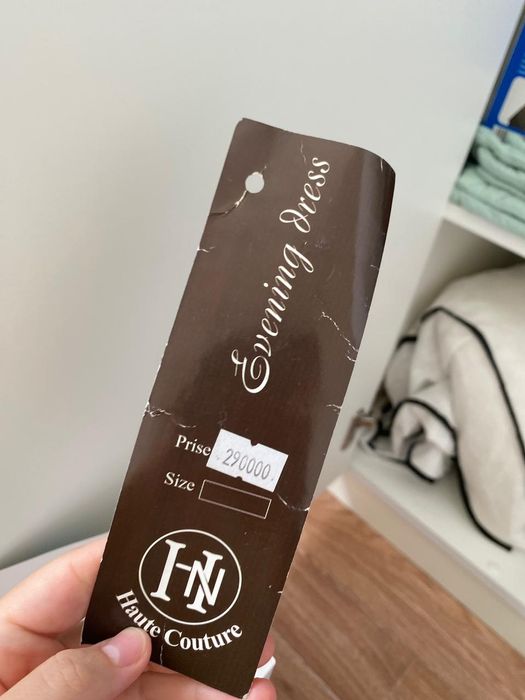 Evening dress
Prise 290000
Size
HN
Haute Couture